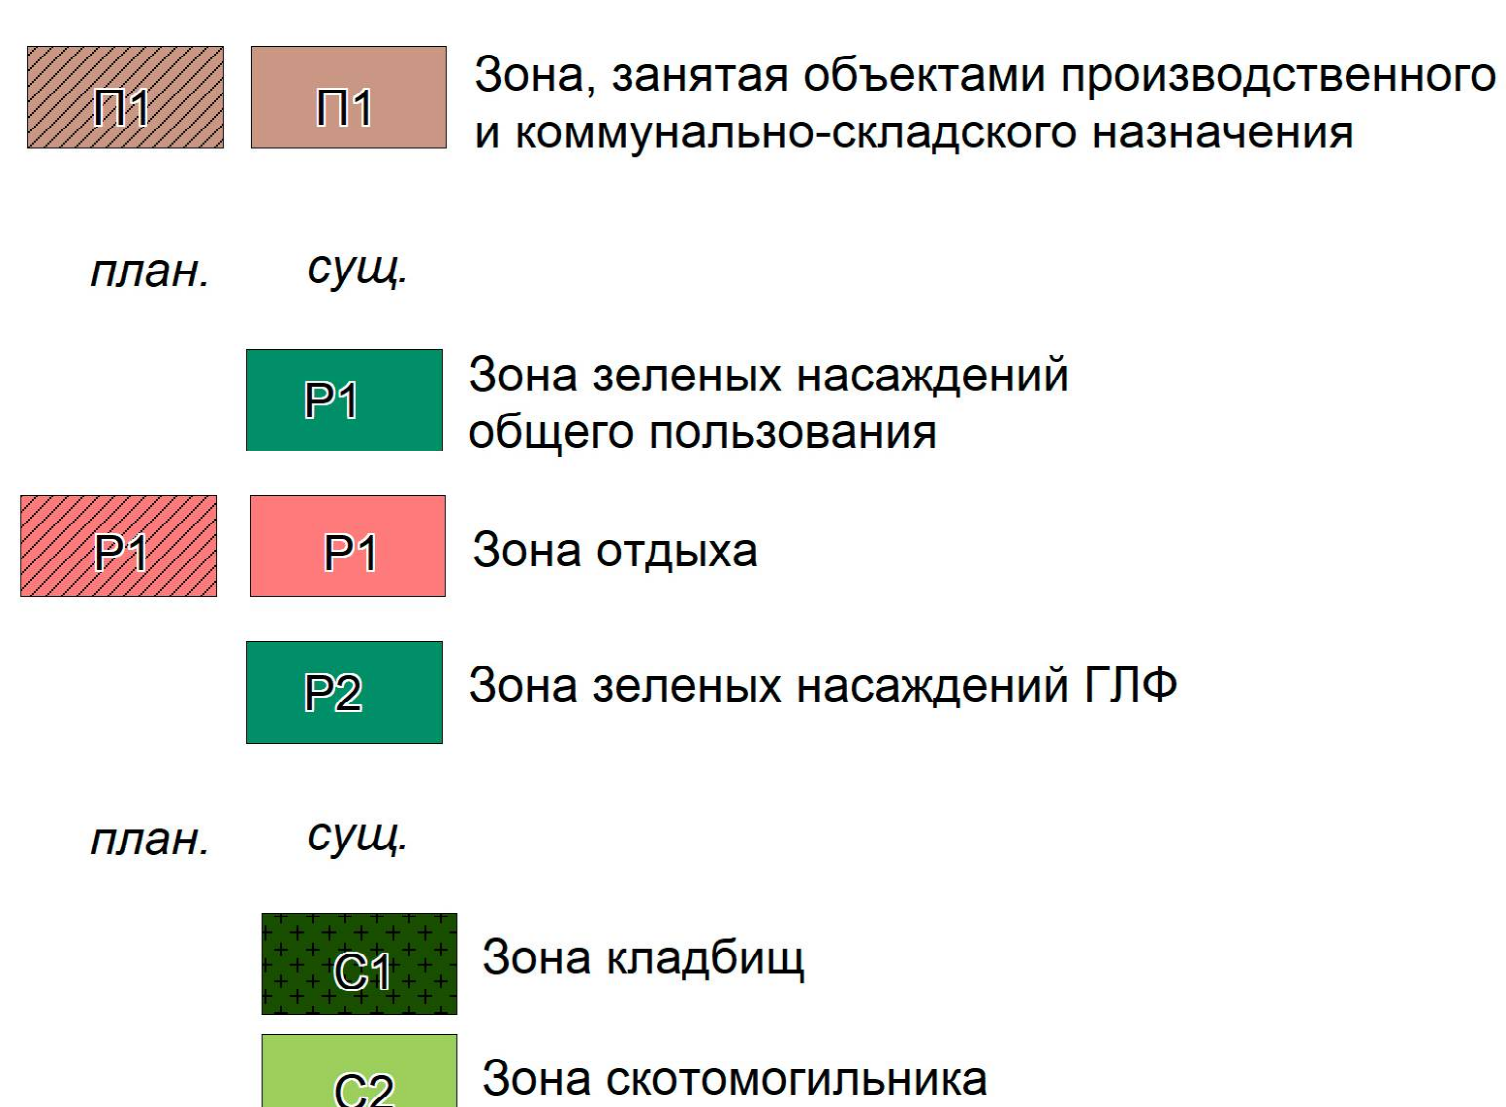 П1 П1 Зона, занятая объектами производственного
и коммунально-складского назначения
план. сущ.
Р1 Зона зеленых насаждений
общего пользования
Р1 Р1 Зона отдыха
Р2 Зона зеленых насаждений ГЛФ
план. сущ.
С1 Зона кладбищ
С2 Зона скотомогильника